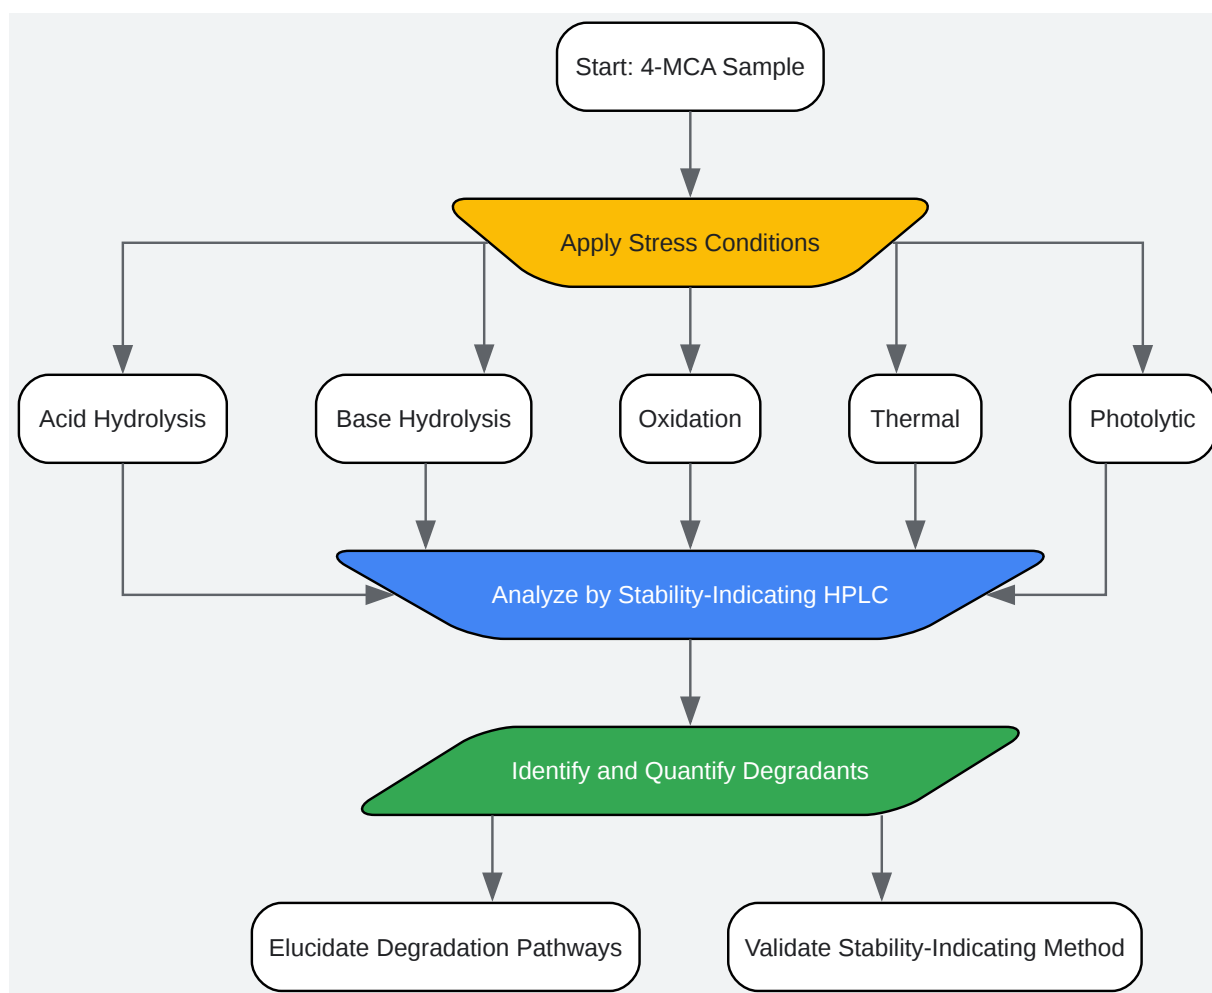 Start: 4-MCA Sample
Apply Stress Conditions
Acid Hydrolysis
Base Hydrolysis
Oxidation
Thermal
Photolytic
Analyze by Stability-Indicating HPLC
Identify and Quantify Degradants
Elucidate Degradation Pathways
Validate Stability-Indicating Method